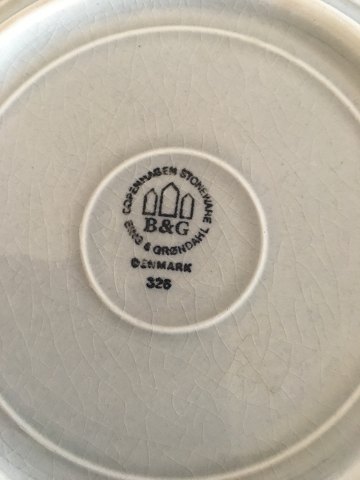 COPENHAGEN STONEWARE
B&G
BING & GRØNDAHL
DENMARK
326